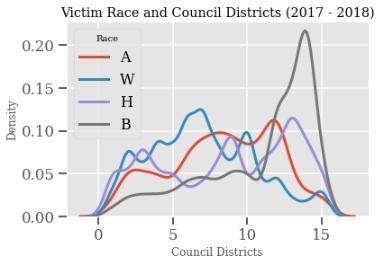 Victim Race and Council Districts (2017 - 2018)
Race
A
W
H
B
Density
0.20
0.15
0.10
0.05
0.00
0
5
10
15
Council Districts